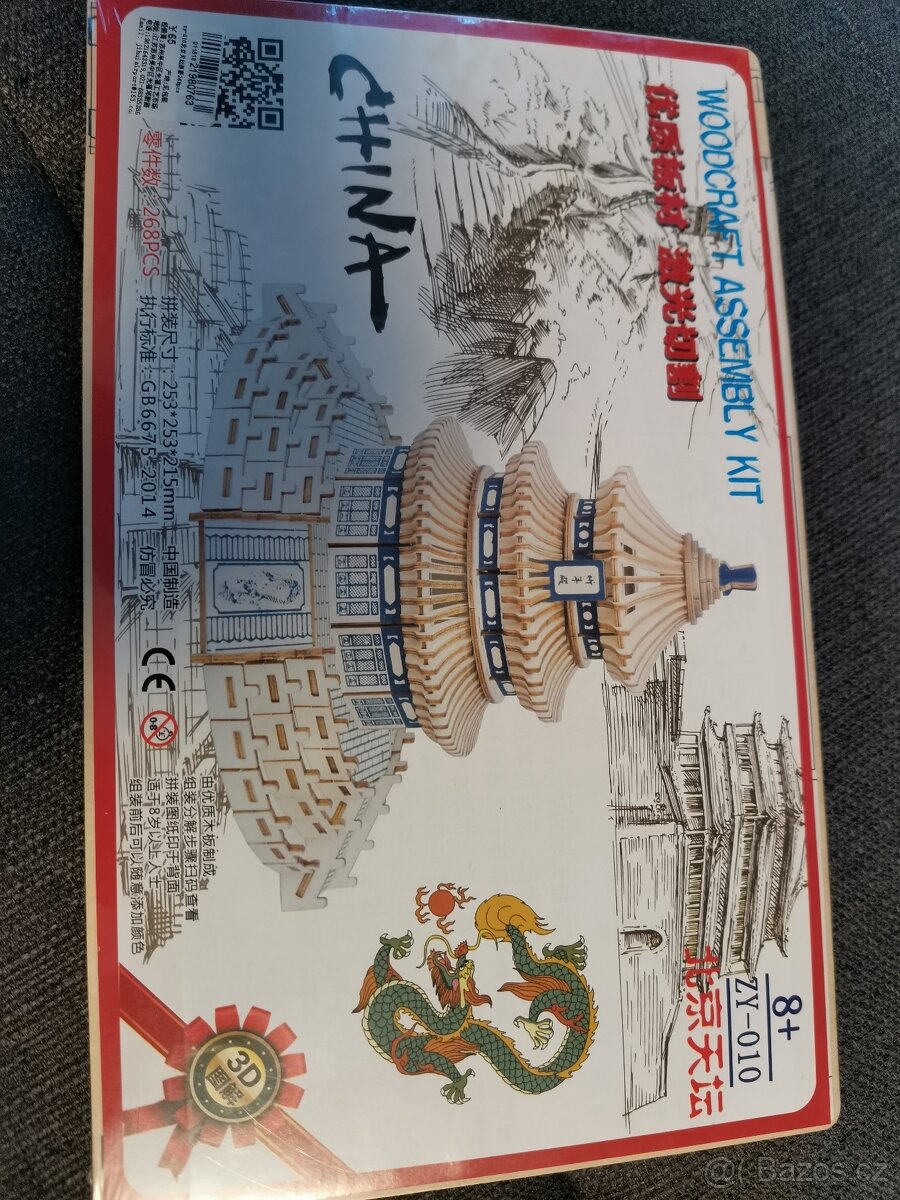 WOODCRAFT ASSEMBLY KIT
优质板材 激光切割
CHINA
8+
ZY-010
北京天坛
¥65
21980763
零件数：268PCS
拼装尺寸：253*253*215mm 中国制造
执行标准：GB6675-2014 仿冒必究
CE
0-8
由优质木板制成
组装分解步骤扫码查看
拼装图纸印于背面
适于8岁以上人士
组装前后可以随意添加颜色
3D
Bazos.cz